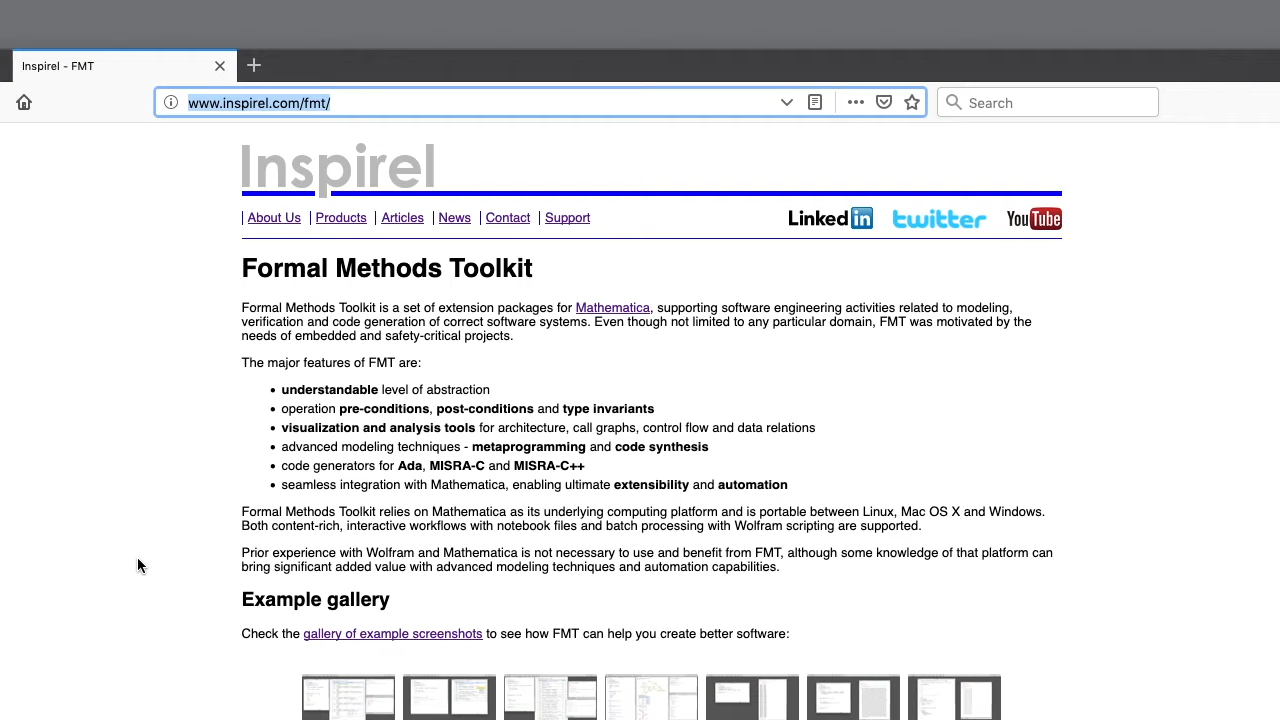 Inspirel - FMT
www.inspirel.com/fmt/
Search
Inspirel
About Us | Products | Articles | News | Contact | Support
Linked in twitter YouTube
Formal Methods Toolkit
Formal Methods Toolkit is a set of extension packages for Mathematica, supporting software engineering activities related to modeling,
verification and code generation of correct software systems. Even though not limited to any particular domain, FMT was motivated by the
needs of embedded and safety-critical projects.
The major features of FMT are:
• understandable level of abstraction
• operation pre-conditions, post-conditions and type invariants
• visualization and analysis tools for architecture, call graphs, control flow and data relations
• advanced modeling techniques - metaprogramming and code synthesis
• code generators for Ada, MISRA-C and MISRA-C++
• seamless integration with Mathematica, enabling ultimate extensibility and automation
Formal Methods Toolkit relies on Mathematica as its underlying computing platform and is portable between Linux, Mac OS X and Windows.
Both content-rich, interactive workflows with notebook files and batch processing with Wolfram scripting are supported.
Prior experience with Wolfram and Mathematica is not necessary to use and benefit from FMT, although some knowledge of that platform can
bring significant added value with advanced modeling techniques and automation capabilities.
Example gallery
Check the gallery of example screenshots to see how FMT can help you create better software: